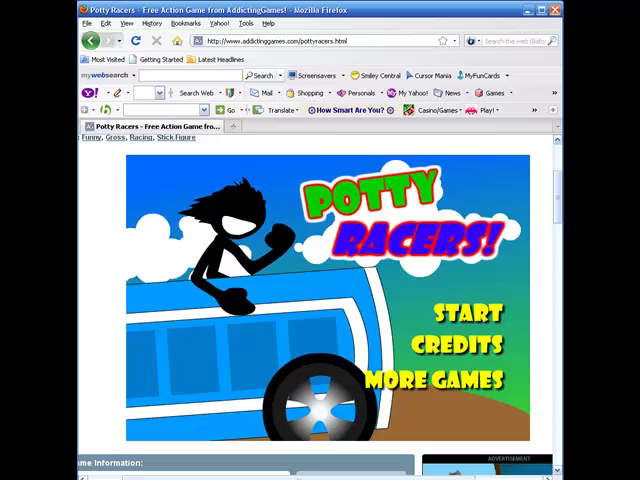 Potty Racers - Free Action Game from AddictingGames! - Mozilla Firefox
File Edit View History Bookmarks Yahoo! Tools Help
http://www.addictinggames.com/pottyracers.html
Most Visited Getting Started Latest Headlines
mywebsearch Search Screensavers Smiley Central Cursor Mania MyFunCards
Y! Search Web Mail Shopping Personals My Yahoo! News Games
Go Translate How Smart Are You? Casino/Games Play!
Potty Racers - Free Action Game fro...
Funny, Gross, Racing, Stick Figure
POTTY
RACERS!
START
CREDITS
MORE GAMES
ADVERTISEMENT
me Information: